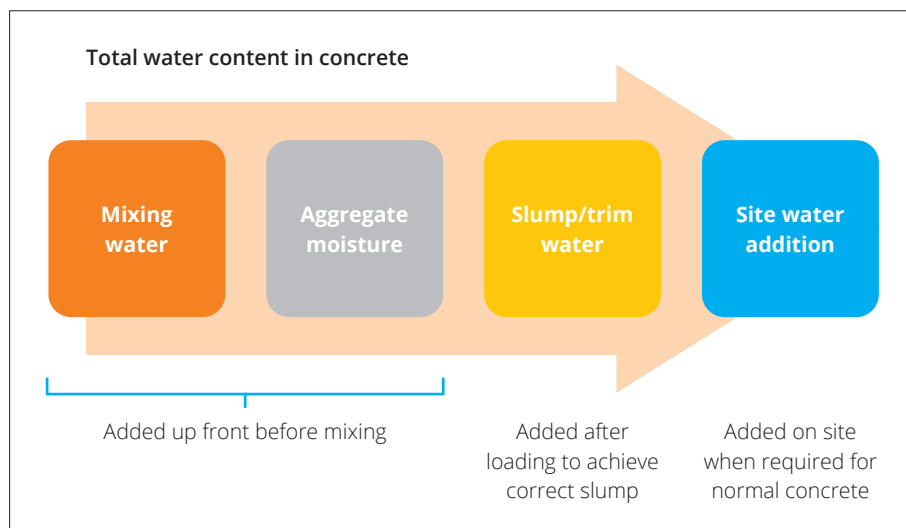 Total water content in concrete
Mixing
water
Aggregate
moisture
Slump/trim
water
Site water
addition
Added up front before mixing
Added after
loading to achieve
correct slump
Added on site
when required for
normal concrete